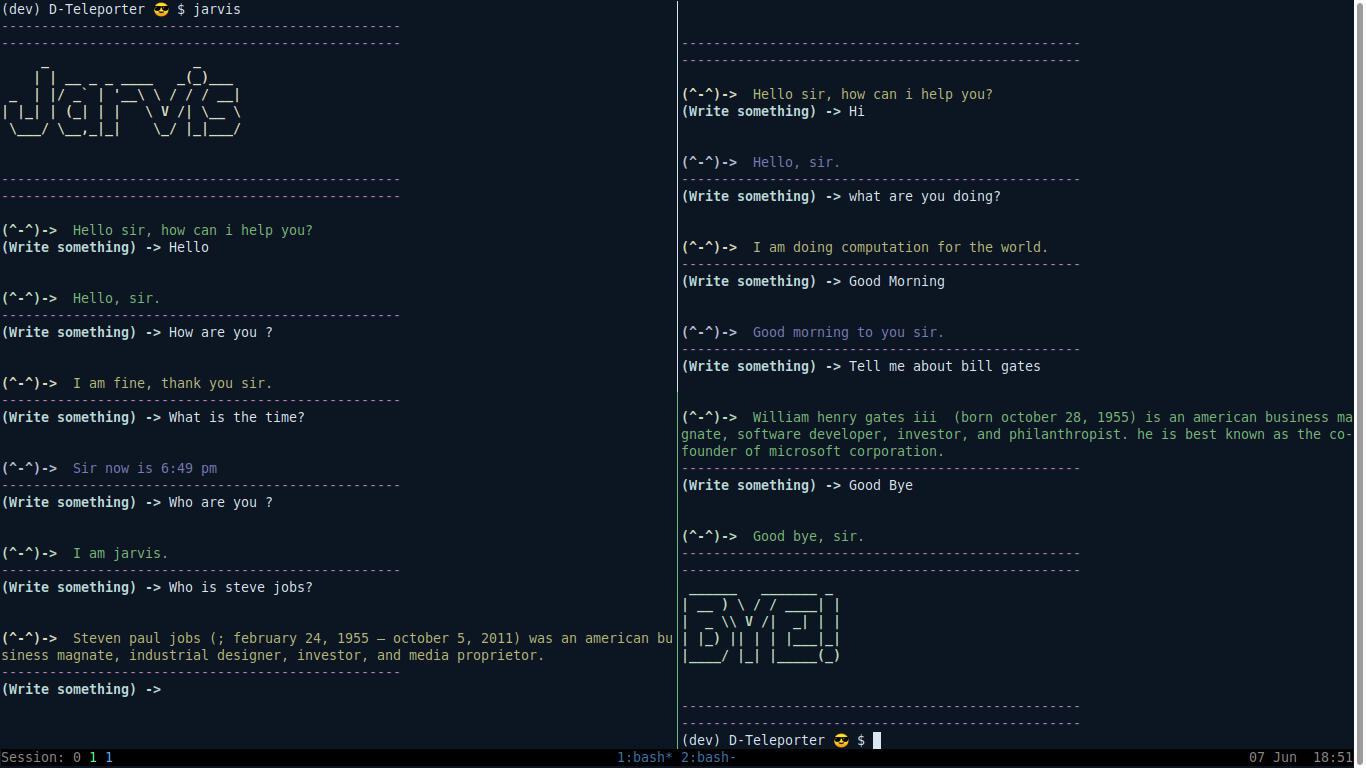 (dev) D-Teleporter 😎 $ jarvis
--------------------------------------------------
--------------------------------------------------
Jarvis
--------------------------------------------------
--------------------------------------------------
(^-^)->  Hello sir, how can i help you?
(Write something) -> Hello
(^-^)->  Hello, sir.
--------------------------------------------------
(Write something) -> How are you ?
(^-^)->  I am fine, thank you sir.
--------------------------------------------------
(Write something) -> What is the time?
(^-^)->  Sir now is 6:49 pm
--------------------------------------------------
(Write something) -> Who are you ?
(^-^)->  I am jarvis.
--------------------------------------------------
(Write something) -> Who is steve jobs?
(^-^)->  Steven paul jobs (; february 24, 1955 – october 5, 2011) was an american bu
siness magnate, industrial designer, investor, and media proprietor.
--------------------------------------------------
(Write something) ->
--------------------------------------------------
--------------------------------------------------
(^-^)->  Hello sir, how can i help you?
(Write something) -> Hi
(^-^)->  Hello, sir.
--------------------------------------------------
(Write something) -> what are you doing?
(^-^)->  I am doing computation for the world.
--------------------------------------------------
(Write something) -> Good Morning
(^-^)->  Good morning to you sir.
--------------------------------------------------
(Write something) -> Tell me about bill gates
(^-^)->  William henry gates iii  (born october 28, 1955) is an american business ma
gnate, software developer, investor, and philanthropist. he is best known as the co-
founder of microsoft corporation.
--------------------------------------------------
(Write something) -> Good Bye
(^-^)->  Good bye, sir.
--------------------------------------------------
--------------------------------------------------
BYE!
--------------------------------------------------
--------------------------------------------------
(dev) D-Teleporter 😎 $
Session: 0 1 1 1:bash* 2:bash- 07 Jun  18:51